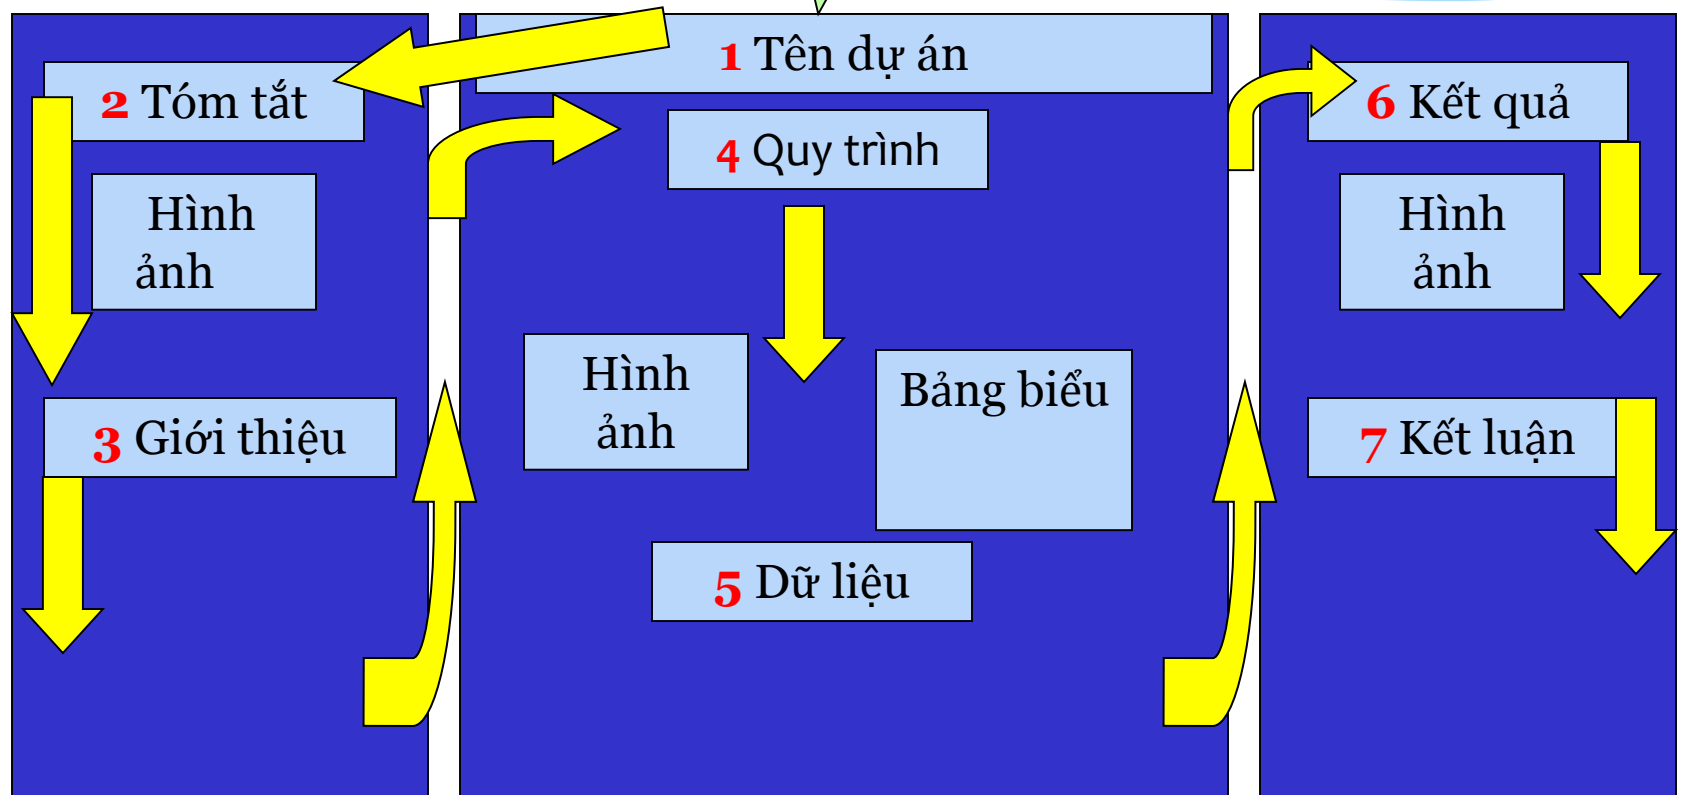 1 Tên dự án
2 Tóm tắt
Hình
ảnh
3 Giới thiệu
4 Quy trình
Hình
ảnh
Bảng biểu
5 Dữ liệu
6 Kết quả
Hình
ảnh
7 Kết luận